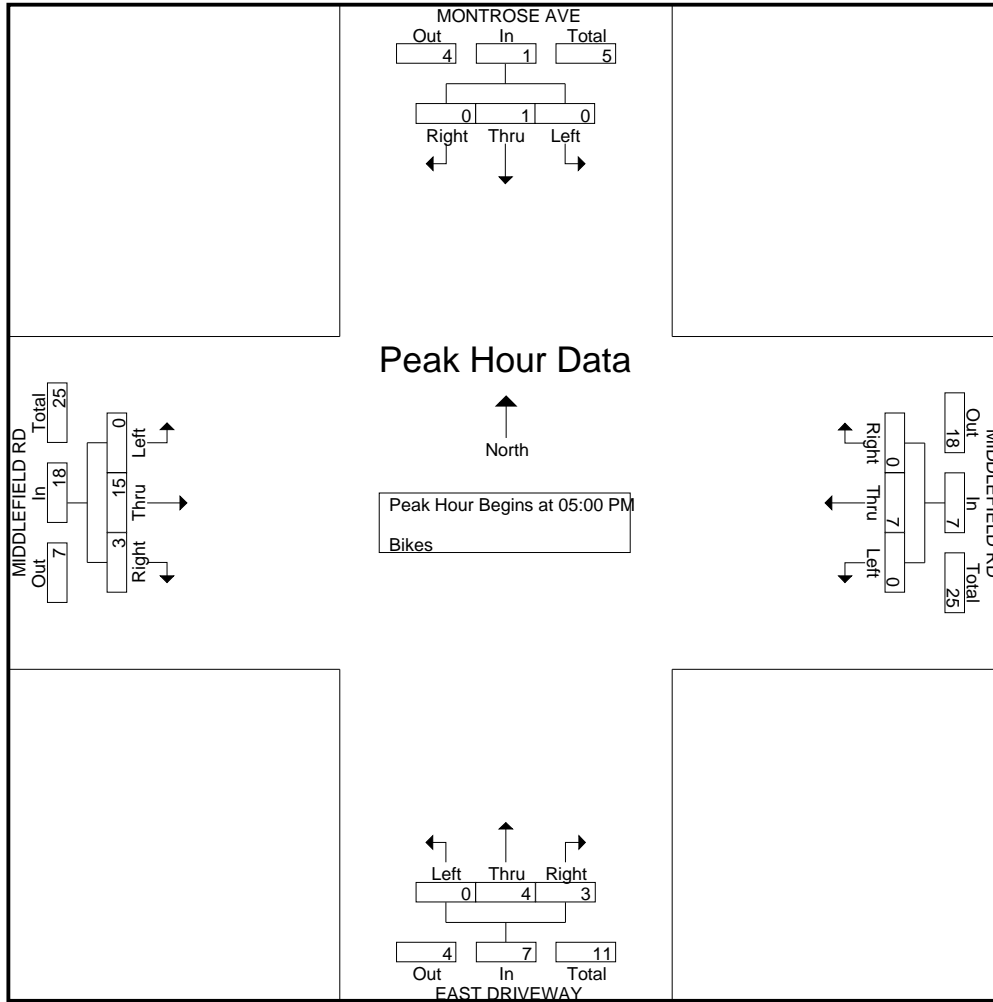 MONTROSE AVE
Out In Total
4 1 5
0 1 0
Right Thru Left
Peak Hour Data
North
Peak Hour Begins at 05:00 PM
Bikes
MIDDLEFIELD RD
Out In Total
7 18 25
3 15 0
Right Thru Left
MIDDLEFIELD RD
Out In Total
18 7 25
0 7 0
Right Thru Left
Left Thru Right
0 4 3
4 7 11
Out In Total
EAST DRIVEWAY